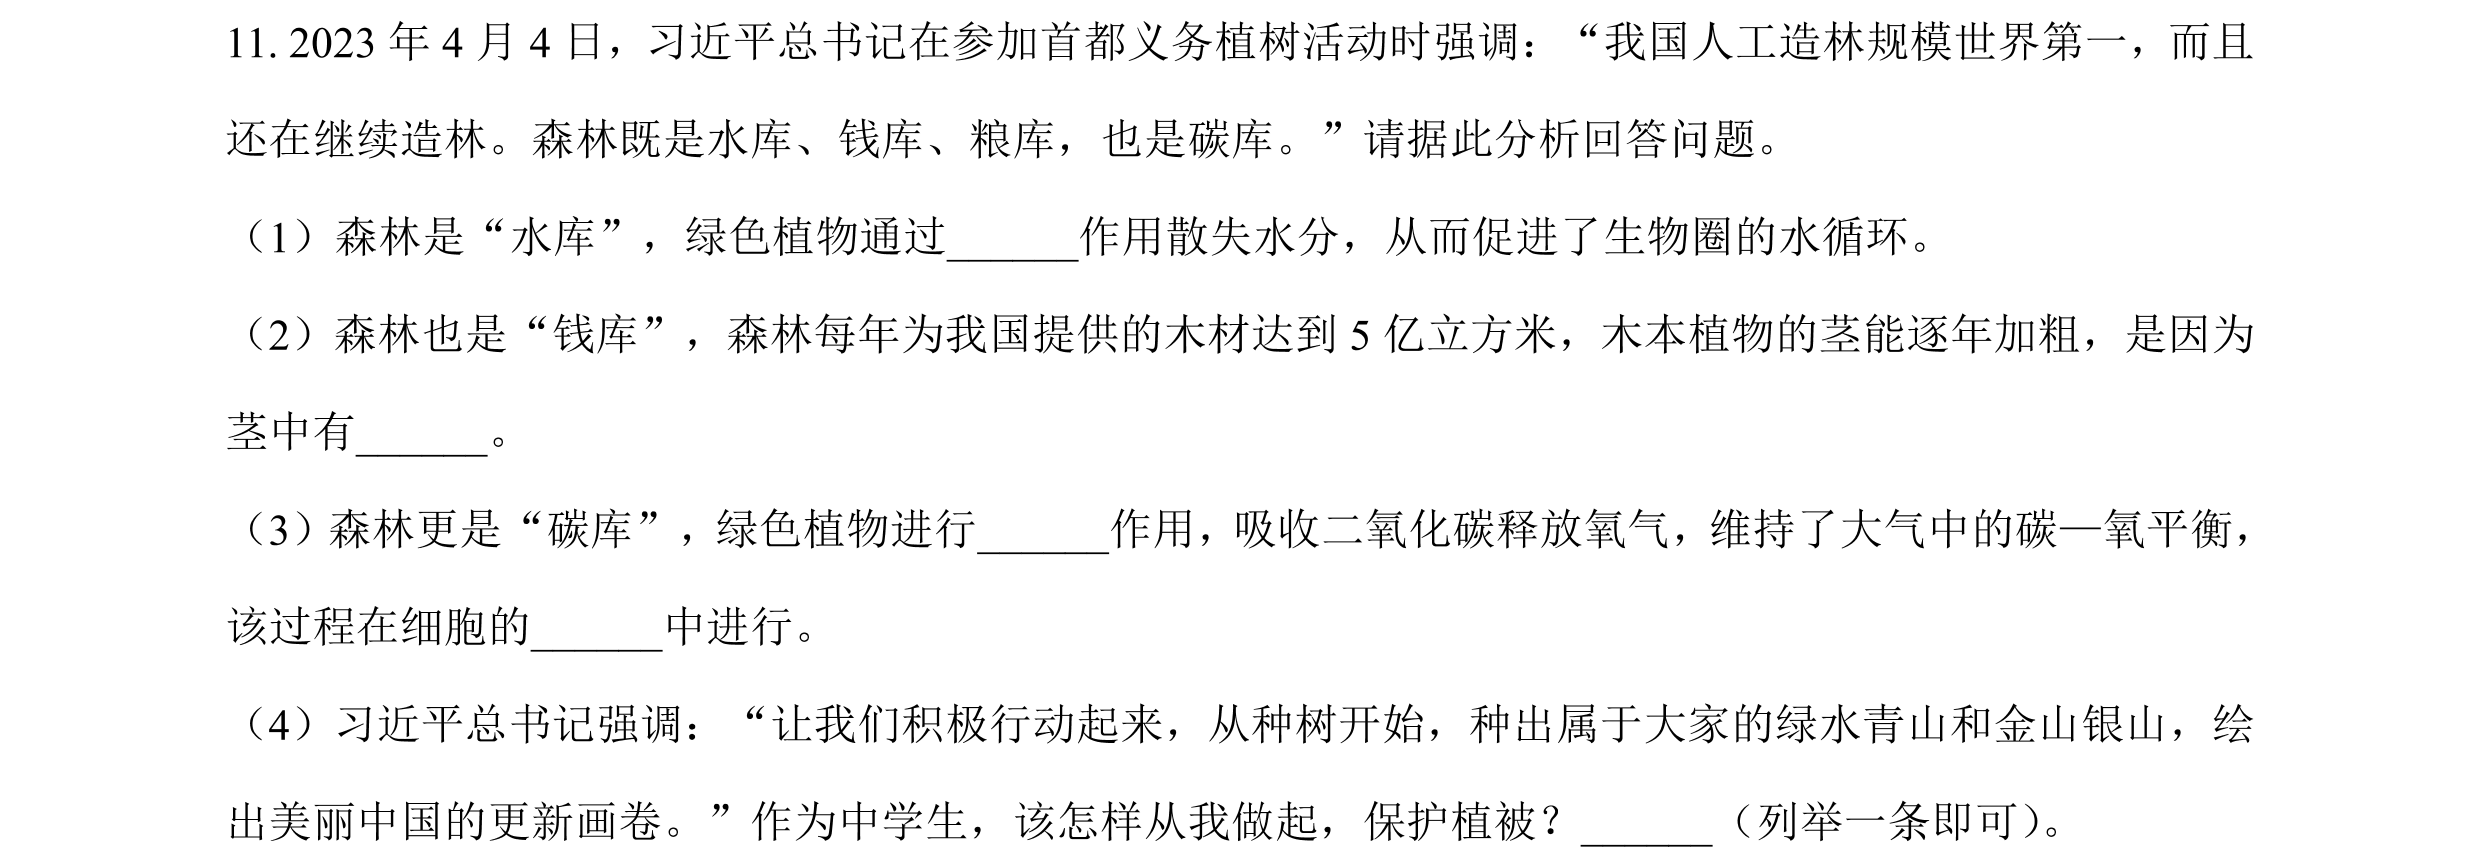 11. 2023 年 4 月 4 日，习近平总书记在参加首都义务植树活动时强调：“我国人工造林规模世界第一，而且
还在继续造林。森林既是水库、钱库、粮库，也是碳库。”请据此分析回答问题。
（1）森林是“水库”，绿色植物通过______作用散失水分，从而促进了生物圈的水循环。
（2）森林也是“钱库”，森林每年为我国提供的木材达到 5 亿立方米，木本植物的茎能逐年加粗，是因为
茎中有______。
（3）森林更是“碳库”，绿色植物进行______作用，吸收二氧化碳释放氧气，维持了大气中的碳—氧平衡，
该过程在细胞的______中进行。
（4）习近平总书记强调：“让我们积极行动起来，从种树开始，种出属于大家的绿水青山和金山银山，绘
出美丽中国的更新画卷。”作为中学生，该怎样从我做起，保护植被？______（列举一条即可）。